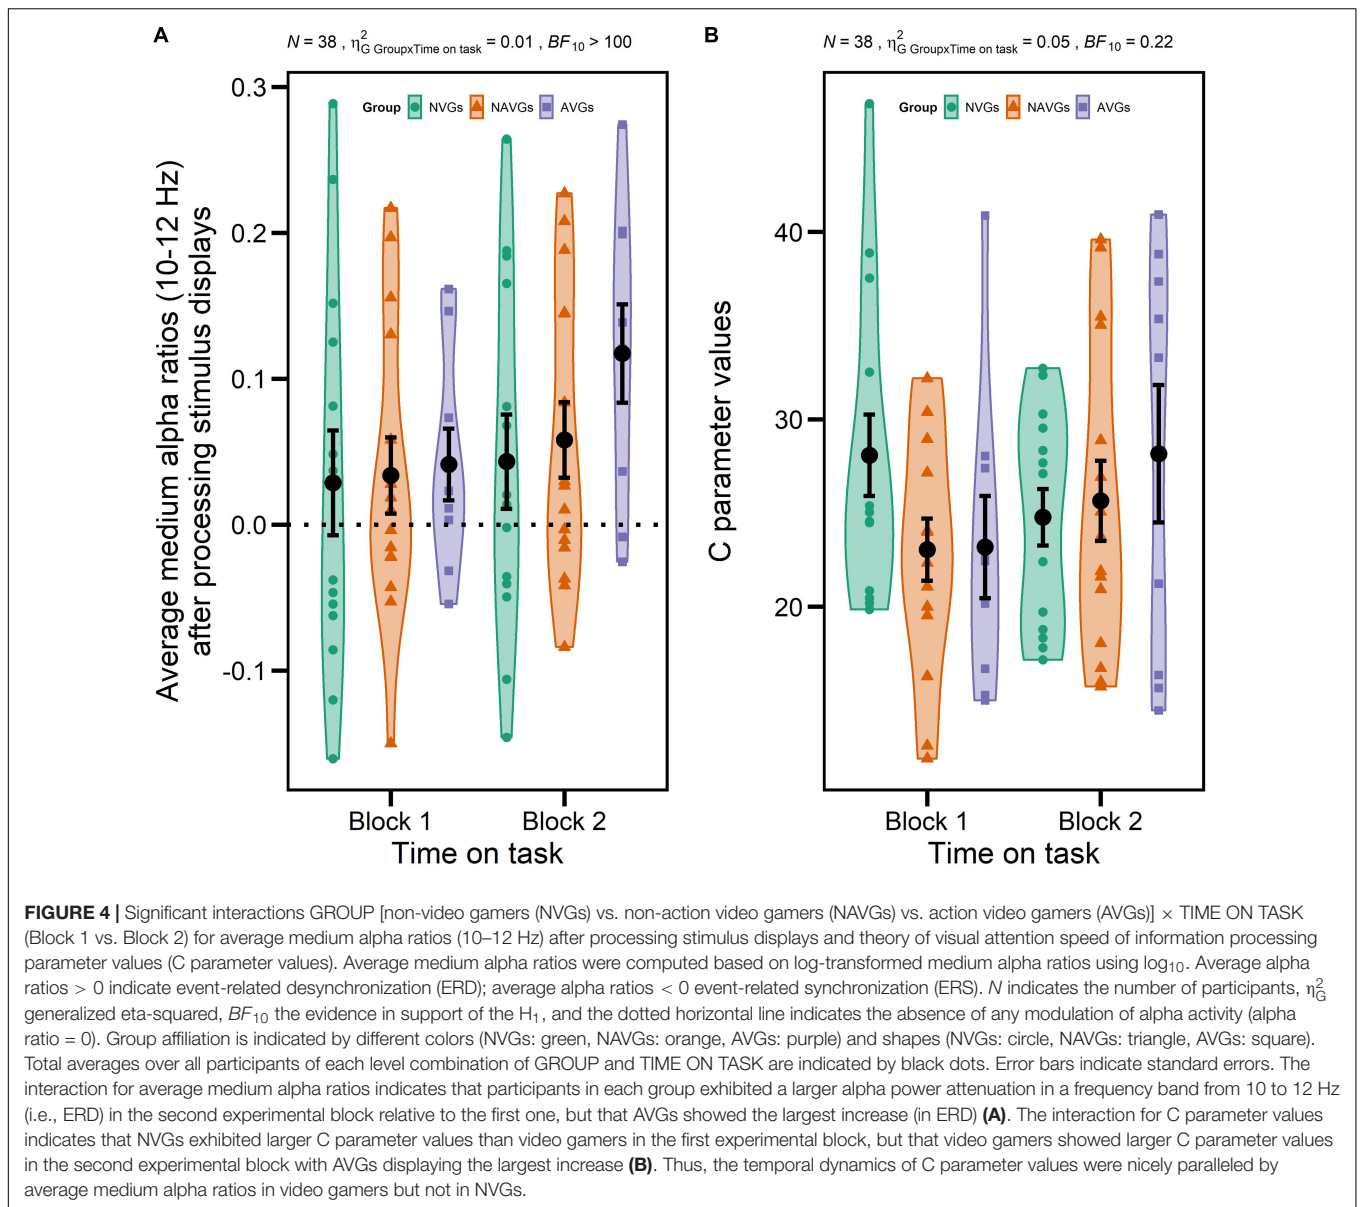 A
N = 38 , η²G GroupxTime on task = 0.01 , BF10 > 100
Group NVGs NAVGs AVGs
Average medium alpha ratios (10-12 Hz)
after processing stimulus displays
0.3
0.2
0.1
0.0
-0.1
Block 1 Block 2
Time on task
B
N = 38 , η²G GroupxTime on task = 0.05 , BF10 = 0.22
Group NVGs NAVGs AVGs
C parameter values
40
30
20
Block 1 Block 2
Time on task
FIGURE 4 | Significant interactions GROUP [non-video gamers (NVGs) vs. non-action video gamers (NAVGs) vs. action video gamers (AVGs)] × TIME ON TASK
(Block 1 vs. Block 2) for average medium alpha ratios (10–12 Hz) after processing stimulus displays and theory of visual attention speed of information processing
parameter values (C parameter values). Average medium alpha ratios were computed based on log-transformed medium alpha ratios using log10. Average alpha
ratios > 0 indicate event-related desynchronization (ERD); average alpha ratios < 0 event-related synchronization (ERS). N indicates the number of participants, η²G
generalized eta-squared, BF10 the evidence in support of the H1, and the dotted horizontal line indicates the absence of any modulation of alpha activity (alpha
ratio = 0). Group affiliation is indicated by different colors (NVGs: green, NAVGs: orange, AVGs: purple) and shapes (NVGs: circle, NAVGs: triangle, AVGs: square).
Total averages over all participants of each level combination of GROUP and TIME ON TASK are indicated by black dots. Error bars indicate standard errors. The
interaction for average medium alpha ratios indicates that participants in each group exhibited a larger alpha power attenuation in a frequency band from 10 to 12 Hz
(i.e., ERD) in the second experimental block relative to the first one, but that AVGs showed the largest increase (in ERD) (A). The interaction for C parameter values
indicates that NVGs exhibited larger C parameter values than video gamers in the first experimental block, but that video gamers showed larger C parameter values
in the second experimental block with AVGs displaying the largest increase (B). Thus, the temporal dynamics of C parameter values were nicely paralleled by
average medium alpha ratios in video gamers but not in NVGs.